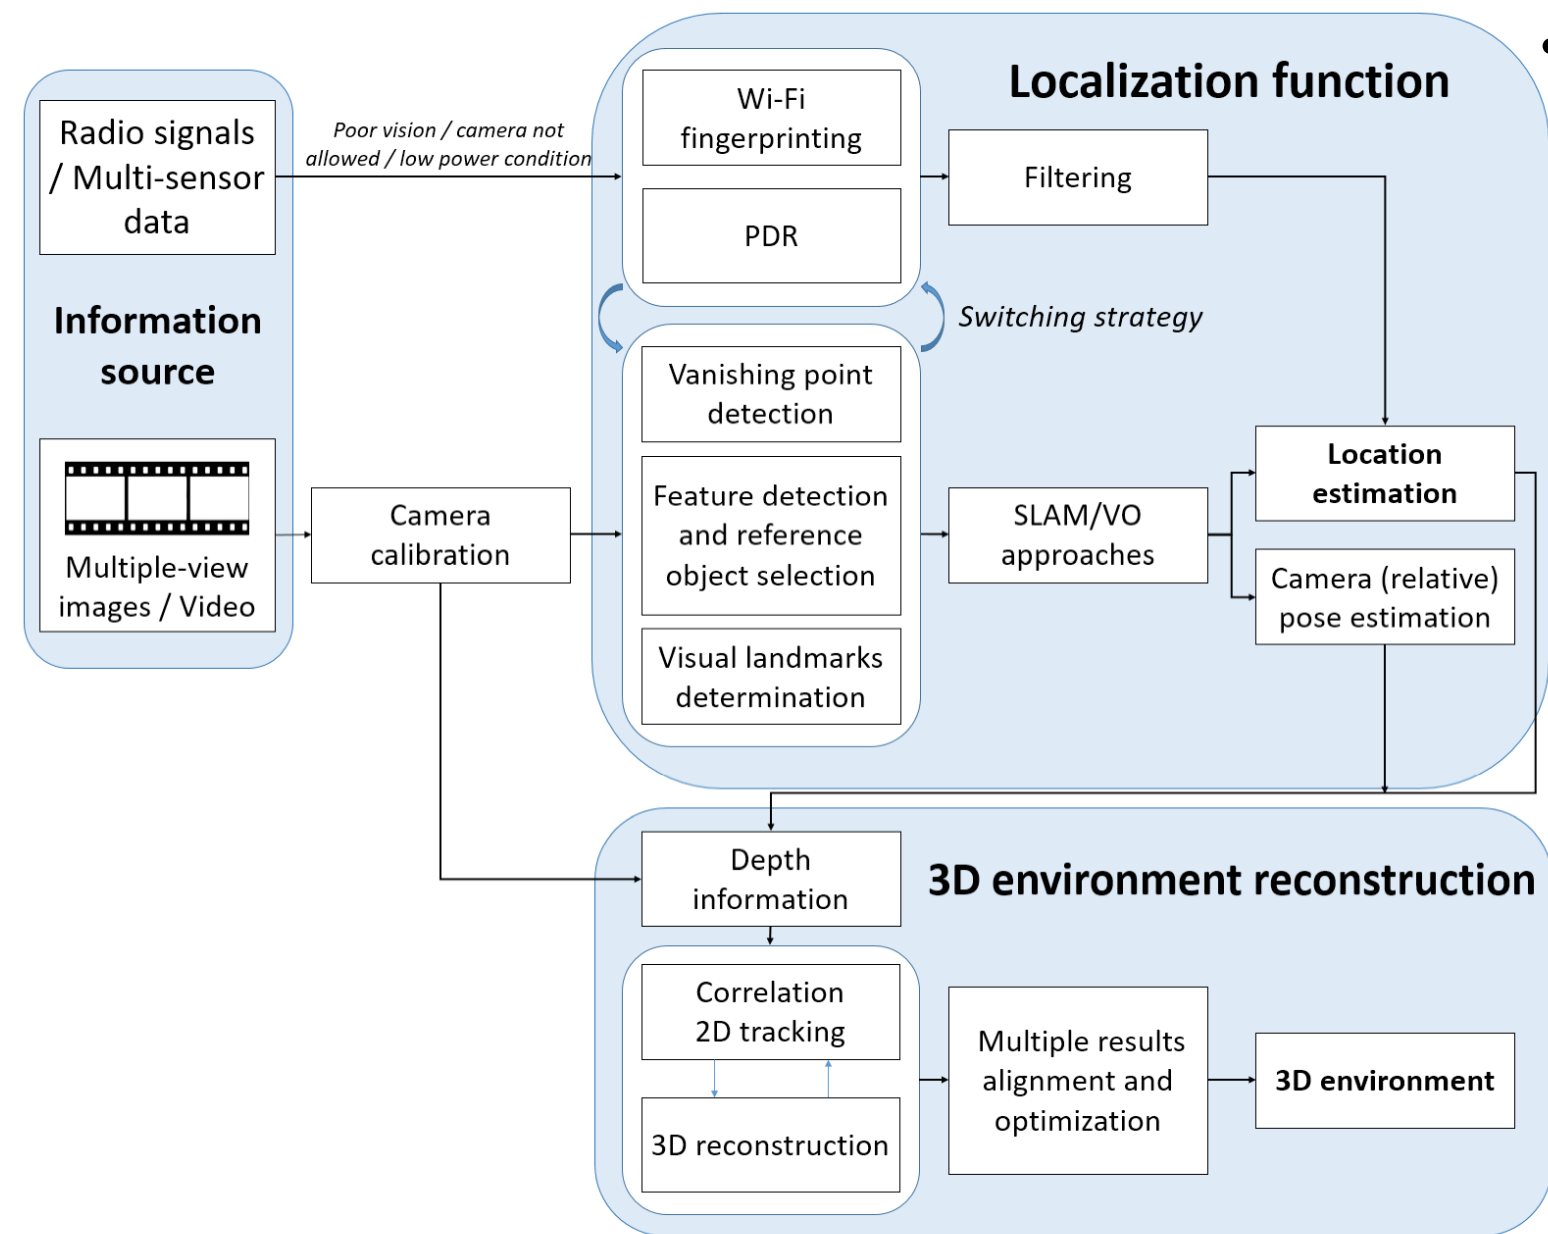 Localization function
Radio signals
/ Multi-sensor
data
Poor vision / camera not
allowed / low power condition
Wi-Fi
fingerprinting
PDR
Filtering
Information
source
Switching strategy
Multiple-view
images / Video
Camera
calibration
Vanishing point
detection
Feature detection
and reference
object selection
Visual landmarks
determination
SLAM/VO
approaches
Location
estimation
Camera (relative)
pose estimation
3D environment reconstruction
Depth
information
Correlation
2D tracking
3D reconstruction
Multiple results
alignment and
optimization
3D environment